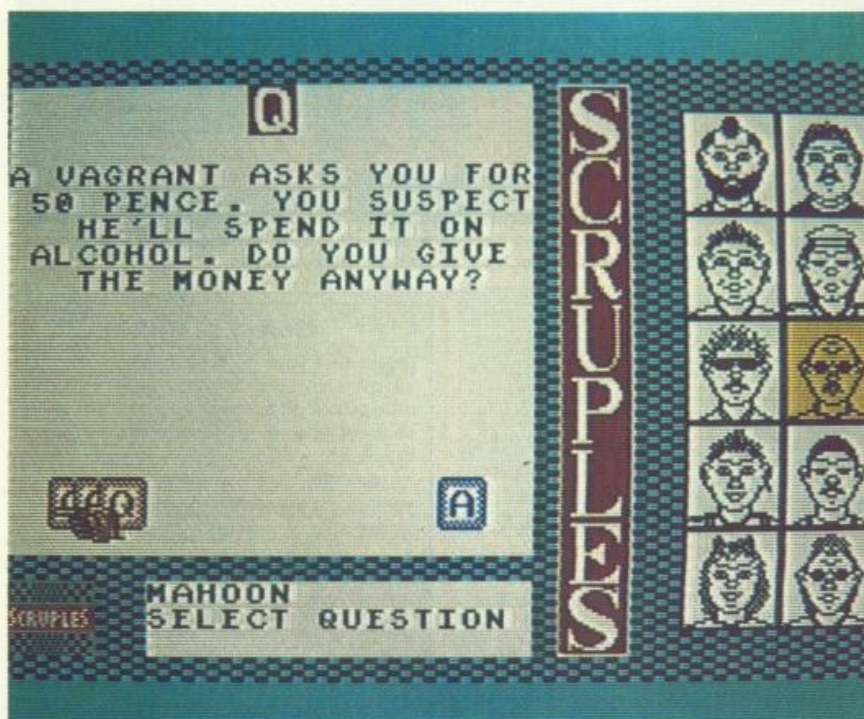 Q
A VAGRANT ASKS YOU FOR
50 PENCE. YOU SUSPECT
HE'LL SPEND IT ON
ALCOHOL. DO YOU GIVE
THE MONEY ANYWAY?
Q
A
SCRUPLES
MAHOON
SELECT QUESTION
SCRUPLES